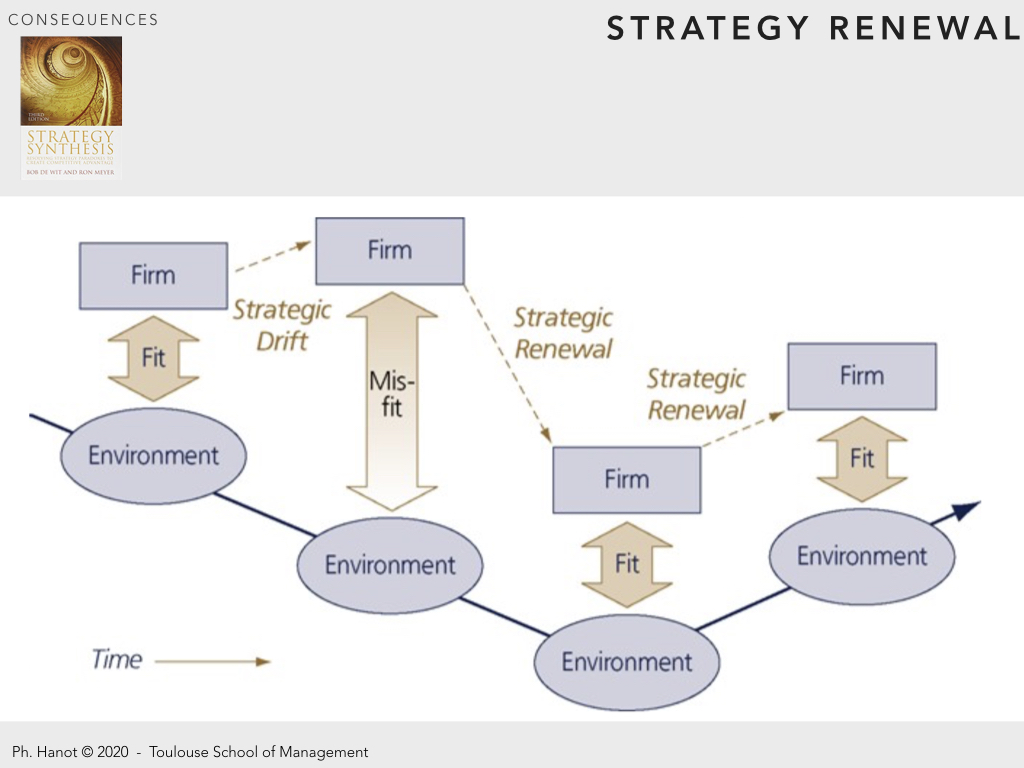 CONSEQUENCES
STRATEGY RENEWAL
THIRD
EDITION
STRATEGY
SYNTHESIS
RESOLVING STRATEGY PARADOXES TO
CREATE COMPETITIVE ADVANTAGE
BOB DE WIT AND RON MEYER
Firm
Firm
Strategic
Drift
Fit
Mis-
fit
Strategic
Renewal
Strategic
Renewal
Firm
Environment
Fit
Firm
Environment
Fit
Environment
Environment
Time
Ph. Hanot © 2020 - Toulouse School of Management